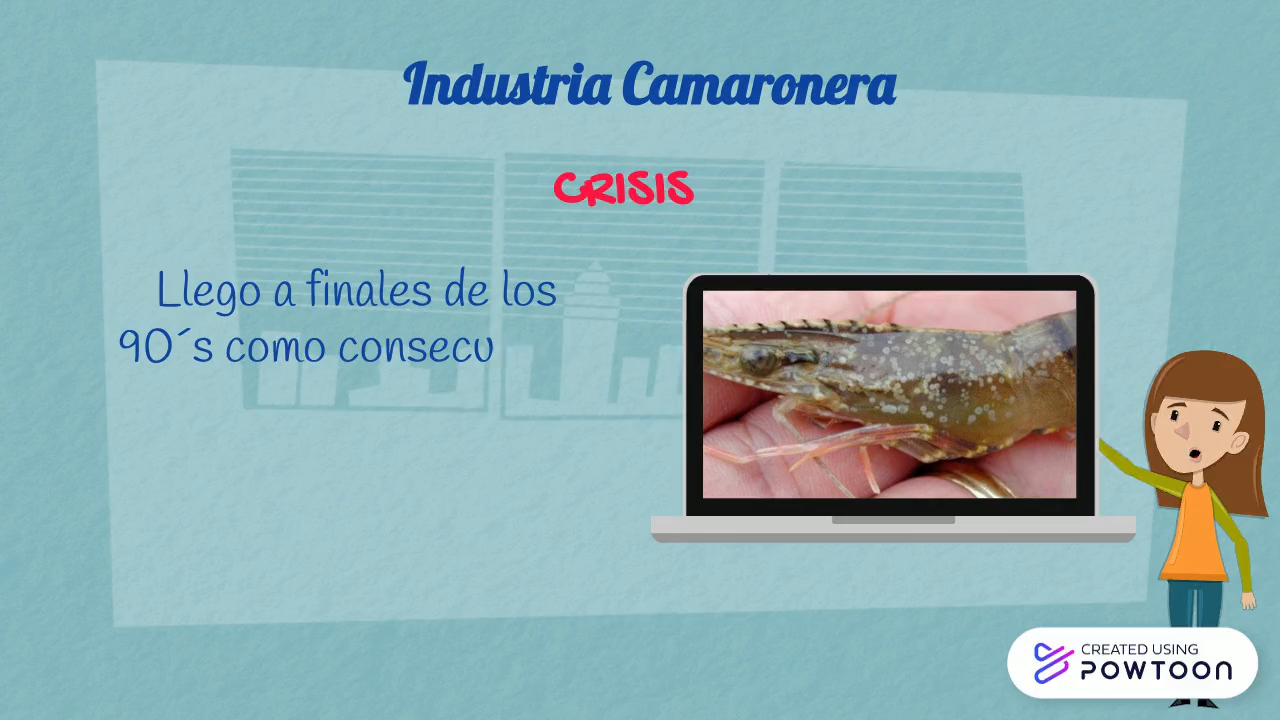 Industria Camaronera
CRISIS
Llego a finales de los
90´s como consecu
CREATED USING
POWTOON